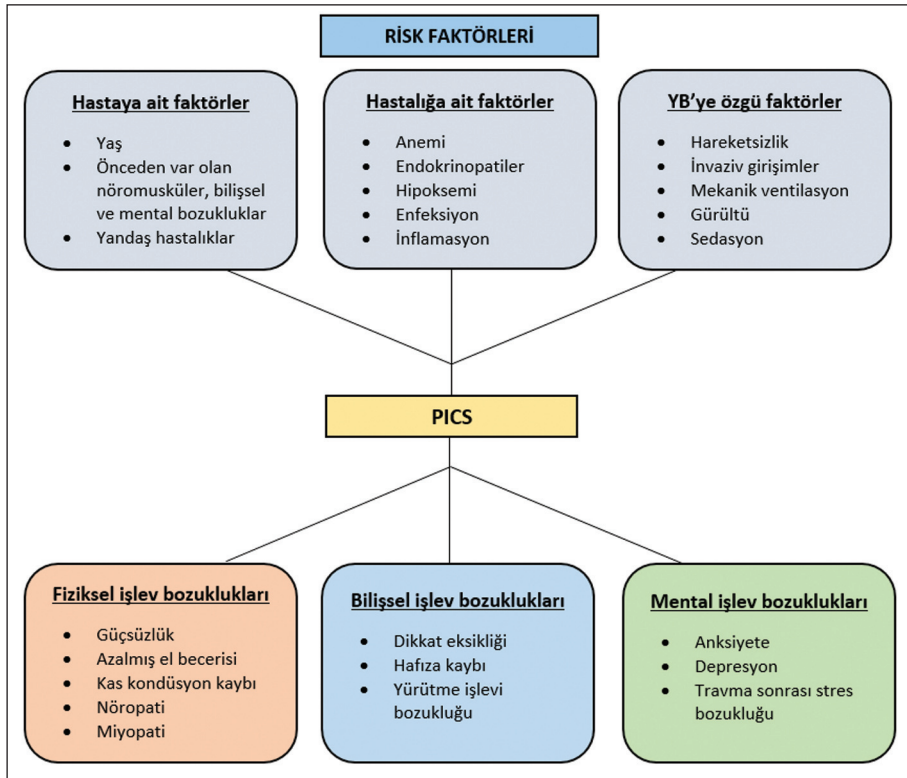 RİSK FAKTÖRLERİ
Hastaya ait faktörler
• Yaş
• Önceden var olan
nöromusküler, bilişsel
ve mental bozukluklar
• Yandaş hastalıklar
Hastalığa ait faktörler
• Anemi
• Endokrinopatiler
• Hipoksemi
• Enfeksiyon
• İnflamasyon
YB’ye özgü faktörler
• Hareketsizlik
• İnvaziv girişimler
• Mekanik ventilasyon
• Gürültü
• Sedasyon
PICS
Fiziksel işlev bozuklukları
• Güçsüzlük
• Azalmış el becerisi
• Kas kondüsyon kaybı
• Nöropati
• Miyopati
Bilişsel işlev bozuklukları
• Dikkat eksikliği
• Hafıza kaybı
• Yürütme işlevi
bozukluğu
Mental işlev bozuklukları
• Anksiyete
• Depresyon
• Travma sonrası stres
bozukluğu